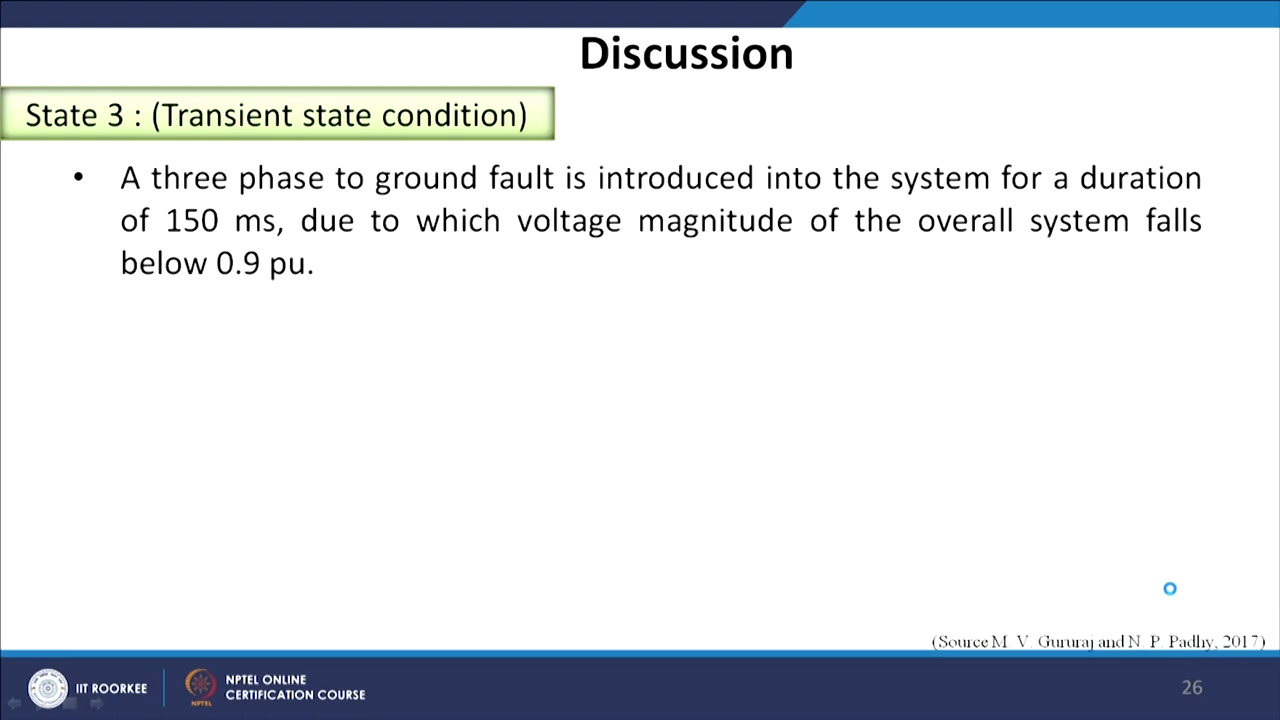 Discussion
State 3 : (Transient state condition)
• A three phase to ground fault is introduced into the system for a duration
of 150 ms, due to which voltage magnitude of the overall system falls
below 0.9 pu.
(Source M. V. Gururaj and N. P. Padhy, 2017)
IIT ROORKEE
NPTEL
NPTEL ONLINE
CERTIFICATION COURSE
26